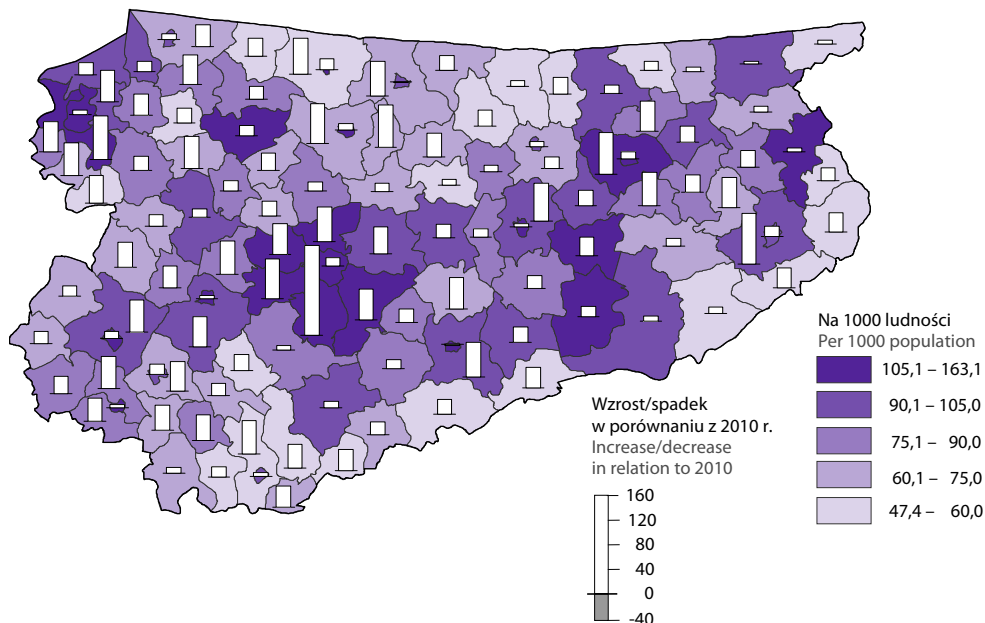 Na 1000 ludności
Per 1000 population
105,1 – 163,1
90,1 – 105,0
75,1 – 90,0
60,1 – 75,0
47,4 – 60,0
Wzrost/spadek
w porównaniu z 2010 r.
Increase/decrease
in relation to 2010
160
120
80
40
0
-40